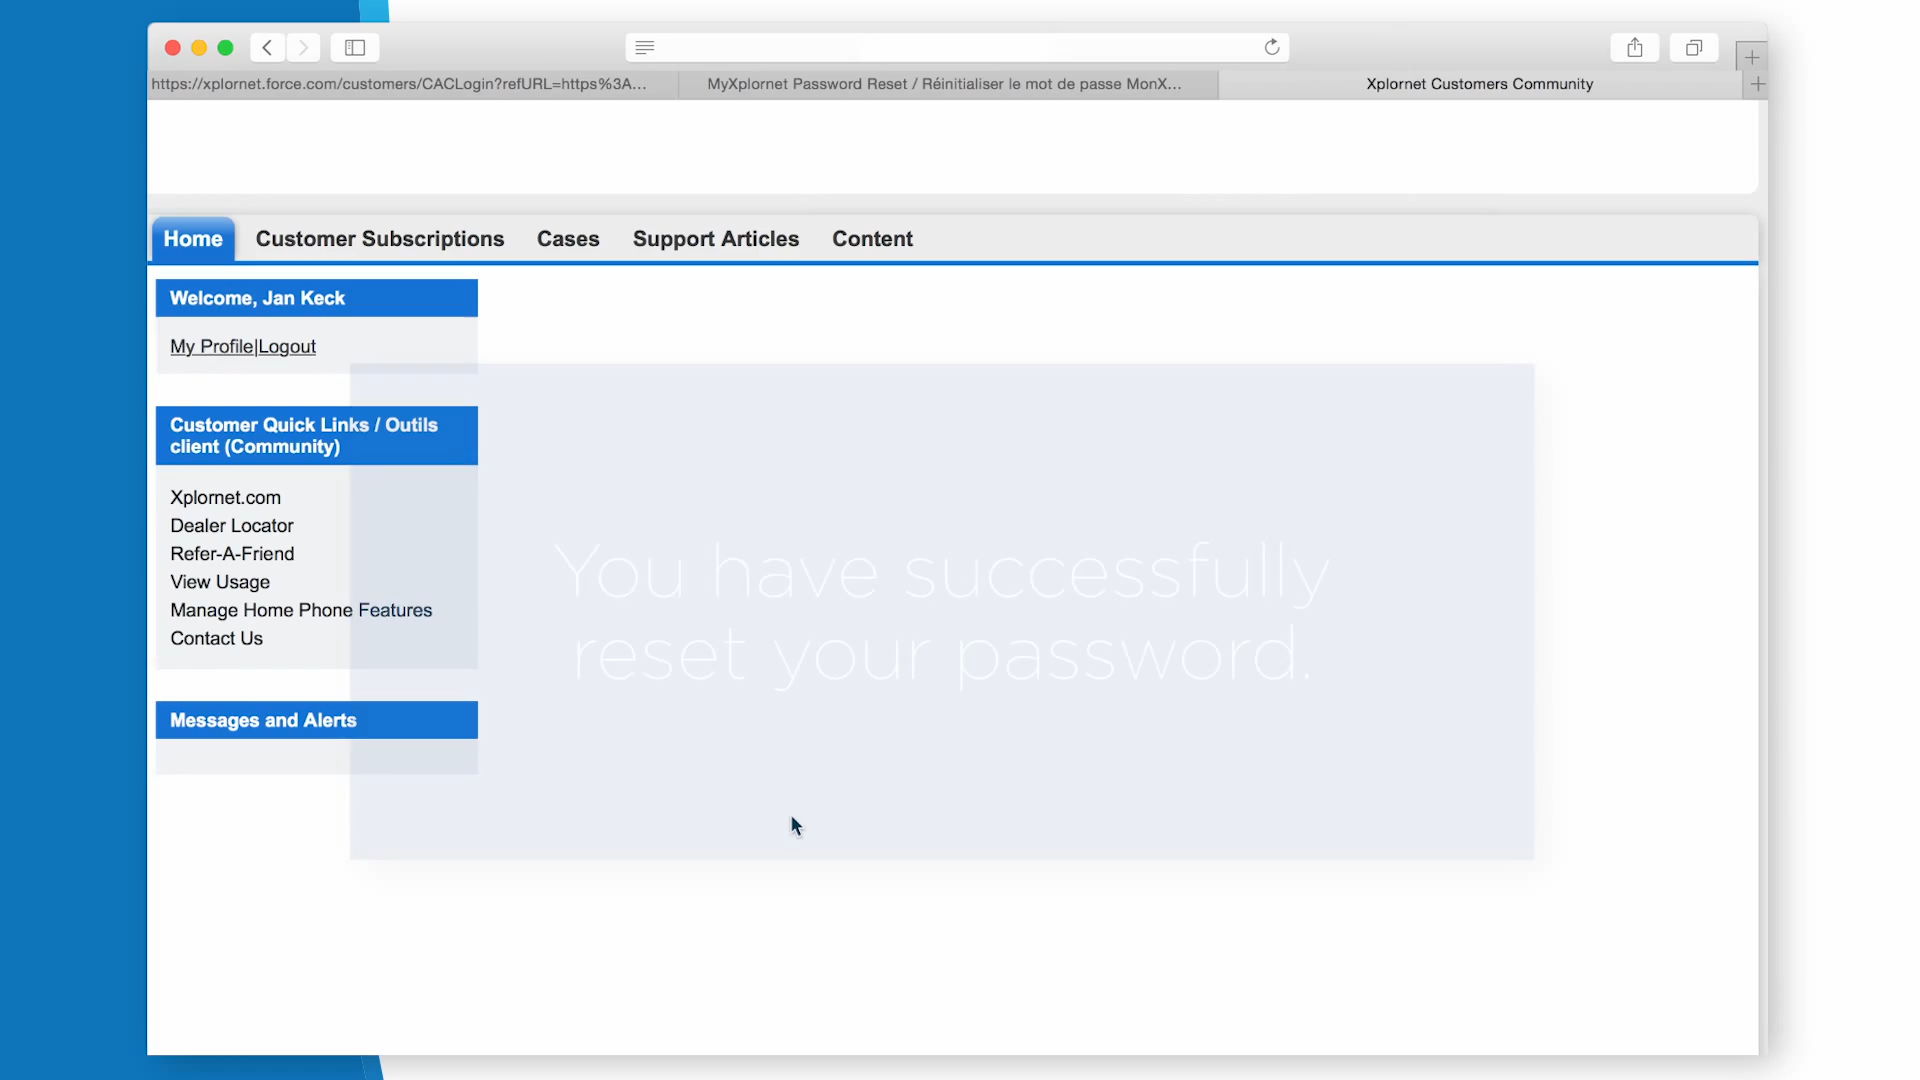 https://xplornet.force.com/customers/CACLogin?refURL=https%3A...
MyXplornet Password Reset / Réinitialiser le mot de passe MonX...
Xplornet Customers Community
Home
Customer Subscriptions
Cases
Support Articles
Content
Welcome, Jan Keck
My Profile|Logout
Customer Quick Links / Outils
client (Community)
Xplornet.com
Dealer Locator
Refer-A-Friend
View Usage
Manage Home Phone Features
Contact Us
Messages and Alerts
You have successfully
reset your password.